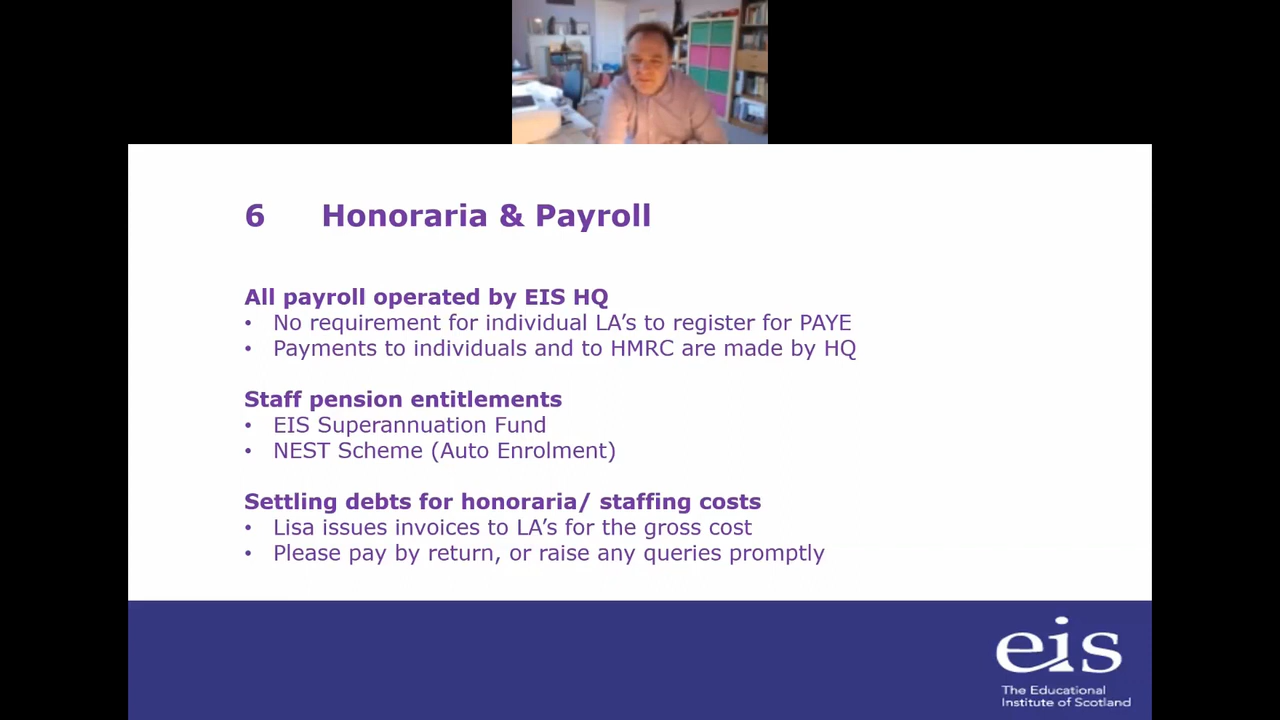 6 Honoraria & Payroll
All payroll operated by EIS HQ
• No requirement for individual LA's to register for PAYE
• Payments to individuals and to HMRC are made by HQ
Staff pension entitlements
• EIS Superannuation Fund
• NEST Scheme (Auto Enrolment)
Settling debts for honoraria/ staffing costs
• Lisa issues invoices to LA's for the gross cost
• Please pay by return, or raise any queries promptly
eis
The Educational
Institute of Scotland